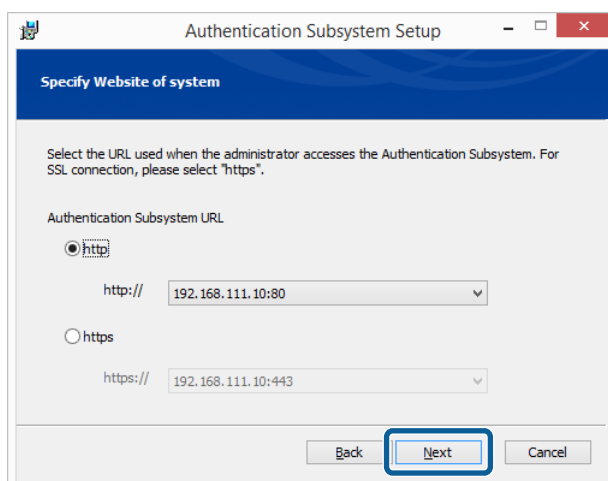 Authentication Subsystem Setup
Specify Website of system
Select the URL used when the administrator accesses the Authentication Subsystem. For
SSL connection, please select "https".
Authentication Subsystem URL
http
http:// 192.168.111.10:80
https
https:// 192.168.111.10:443
Back Next Cancel